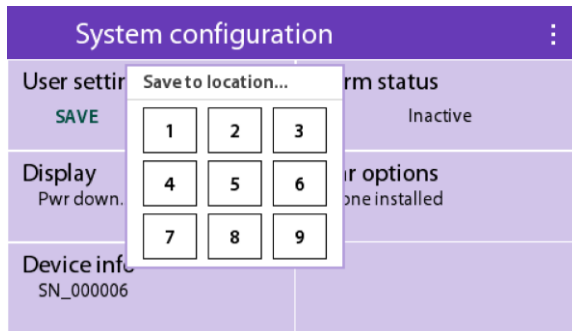 System configuration
User settin
Save to location...
rm status
SAVE
Inactive
1 2 3
Display
4 5 6
r options
Pwr down.
one installed
7 8 9
Device info
SN_000006